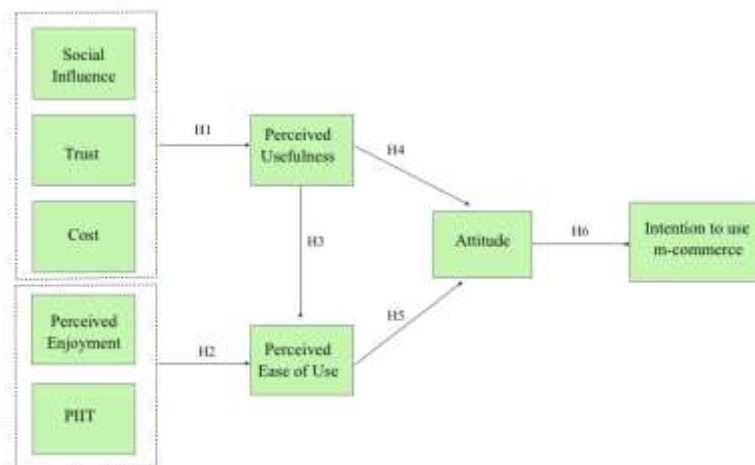 Social
Influence
Trust
Cost
Perceived
Enjoyment
PIIT
H1
H2
Perceived
Usefulness
H3
Perceived
Ease of Use
H4
H5
Attitude
H6
Intention to use
m-commerce